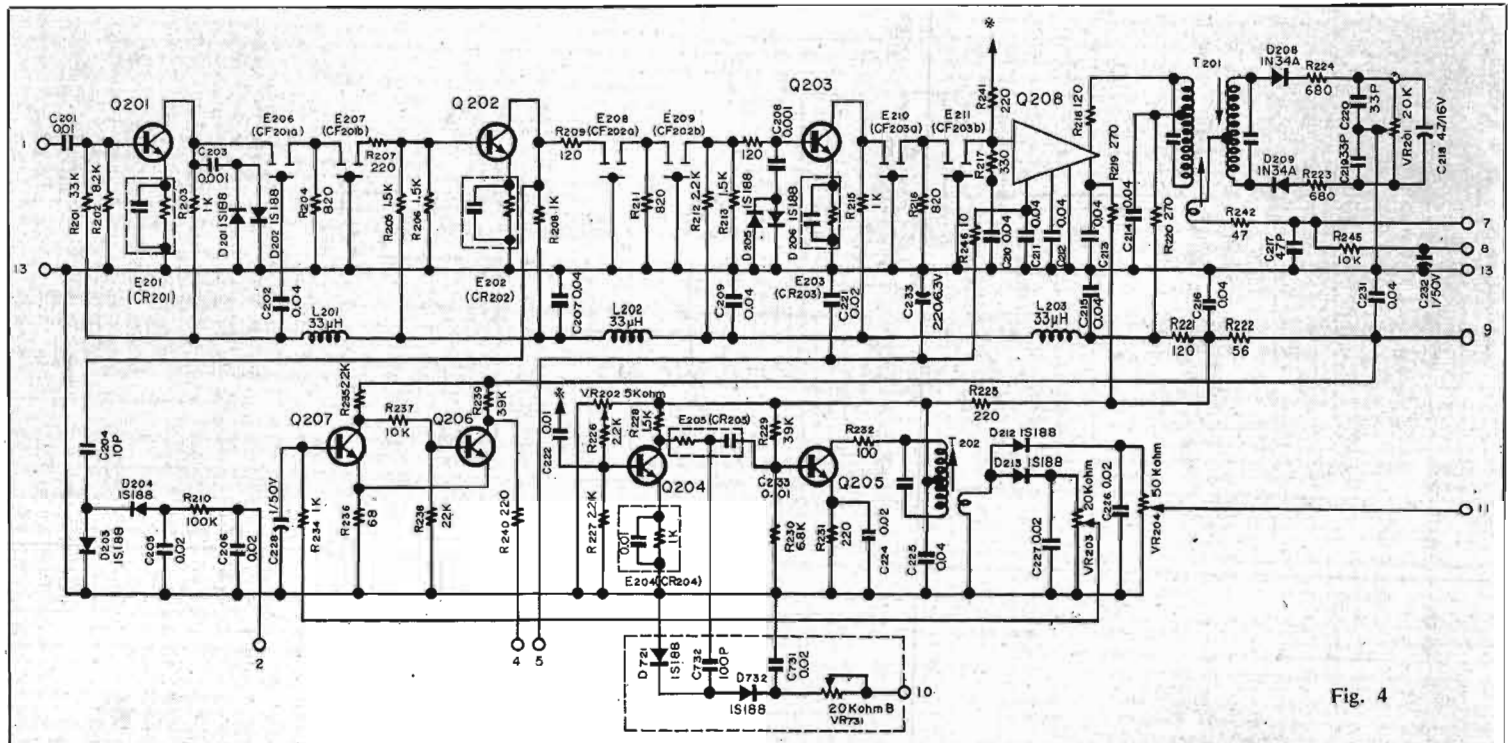 C201
0.01
1
Q201
R201 33K
R202 8.2K
E201
(CR201)
R203
1K
C203
0.001
D201 1S188
D202 1S188
E206
(CF201a)
R204
820
E207
(CF201b)
R207
220
R205 1.5K
R206 1.5K
C202
0.04
L201
33μH
Q202
E202
(CR202)
R208 1K
R209
120
E208
(CF202a)
R211
820
E209
(CF202b)
R212 2.2K
R213 1.5K
120
C208
0.001
D205
1S188
D206 1S188
C207 0.04
L202
33μH
C209
0.04
Q203
E203
(CR203)
C221
0.02
R215
1K
E210
(CF203a)
E211
(CF203b)
R216
820
C233
220/6.3V
*
R241
220
R217
330
Q208
R246 10
C210 0.04
C211 0.04
C212 0.04
C213 0.04
L203
33μH
C215
0.04
R218 120
R219 270
C214 0.04
R220 270
T201
D208
1N34A
R224
680
D209
1N34A
R223
680
C220
33P
C219 33P
VR201 20K
C218 4.7/16V
R242
47
7
C217
47P
R245
10K
8
13
13
C232
1/50V
C231
0.04
C216
0.04
R221
120
R222
56
9
C204
10P
D204
1S188
R210
100K
D203
1S188
C205
0.02
C206
0.02
2
C228 1/50V
R234 1K
Q207
R235 2.2K
R237
10K
R236
68
R238
22K
Q206
R239
3.9K
R240 220
4
5
*
C222
0.01
VR202 5Kohm
R226
2.2K
R227 2.2K
R228
1.5K
Q204
E205 (CR205)
0.01
1K
E204 (CR204)
R229
39K
C2233
0.001
R230
6.8K
Q205
R232
100
R231
220
C224 0.02
C225
0.04
R225
220
T202
D212 1S188
D213 1S188
C227 0.02
20Kohm
VR203
C226 0.02
50Kohm
VR204
11
D721
1S188
C732
100P
D732
1S188
C731
0.02
20KohmB
VR731
10
Fig. 4